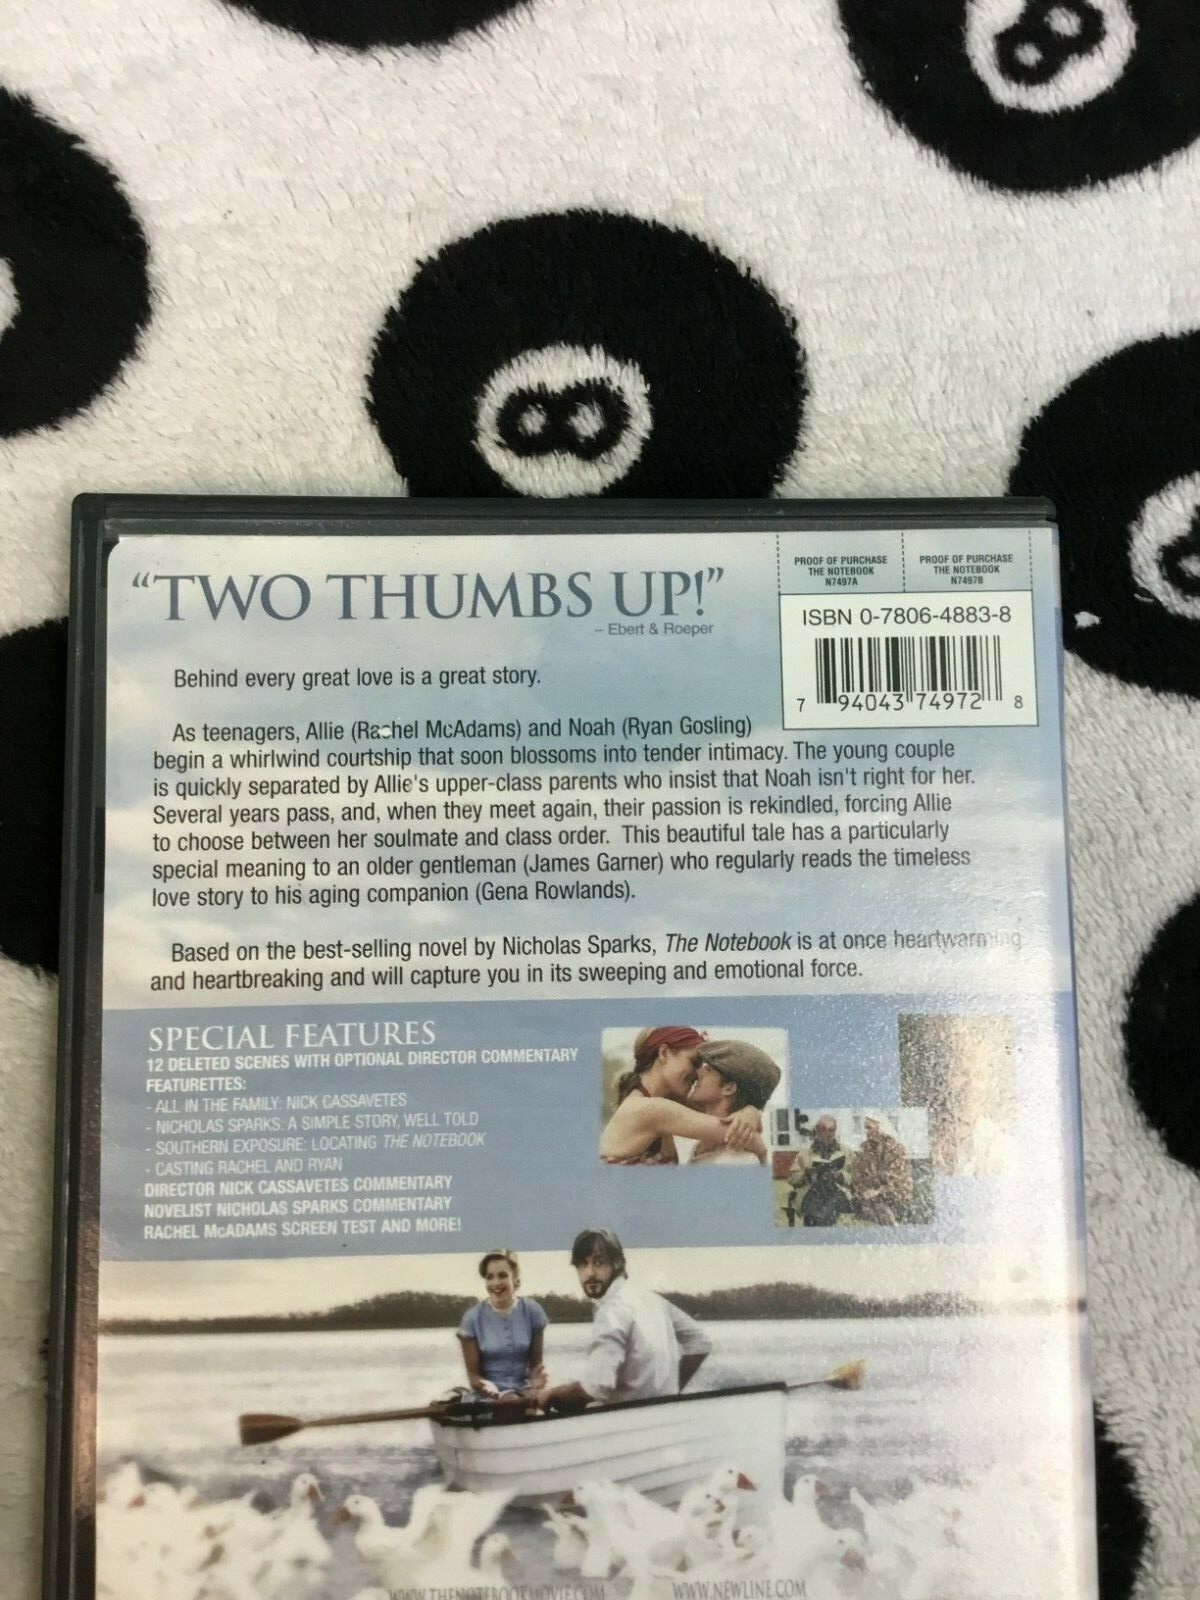 8
8
"TWO THUMBS UP!"
– Ebert & Roeper
PROOF OF PURCHASE
THE NOTEBOOK
N7497A
PROOF OF PURCHASE
THE NOTEBOOK
N7497B
ISBN 0-7806-4883-8
7 94043 74972 8
Behind every great love is a great story.
As teenagers, Allie (Rachel McAdams) and Noah (Ryan Gosling)
begin a whirlwind courtship that soon blossoms into tender intimacy. The young couple
is quickly separated by Allie's upper-class parents who insist that Noah isn't right for her.
Several years pass, and, when they meet again, their passion is rekindled, forcing Allie
to choose between her soulmate and class order. This beautiful tale has a particularly
special meaning to an older gentleman (James Garner) who regularly reads the timeless
love story to his aging companion (Gena Rowlands).
Based on the best-selling novel by Nicholas Sparks, The Notebook is at once heartwarming
and heartbreaking and will capture you in its sweeping and emotional force.
SPECIAL FEATURES
12 DELETED SCENES WITH OPTIONAL DIRECTOR COMMENTARY
FEATURETTES:
- ALL IN THE FAMILY: NICK CASSAVETES
- NICHOLAS SPARKS: A SIMPLE STORY, WELL TOLD
- SOUTHERN EXPOSURE: LOCATING THE NOTEBOOK
- CASTING RACHEL AND RYAN
DIRECTOR NICK CASSAVETES COMMENTARY
NOVELIST NICHOLAS SPARKS COMMENTARY
RACHEL McADAMS SCREEN TEST AND MORE!
WWW.THENOTEBOOKMOVIE.COM WWW.NEWLINE.COM